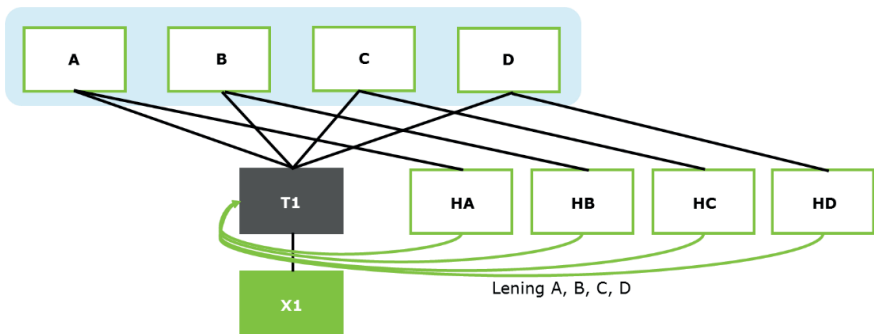 A
B
C
D
T1
HA
HB
HC
HD
X1
Lening A, B, C, D